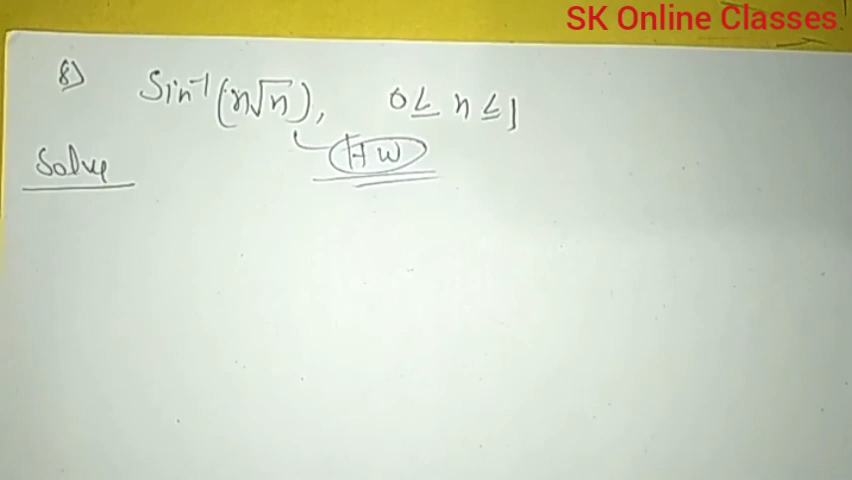 SK Online Classes
8) Sin⁻¹(x√x), 0 ≤ x ≤ 1
HW
Solve